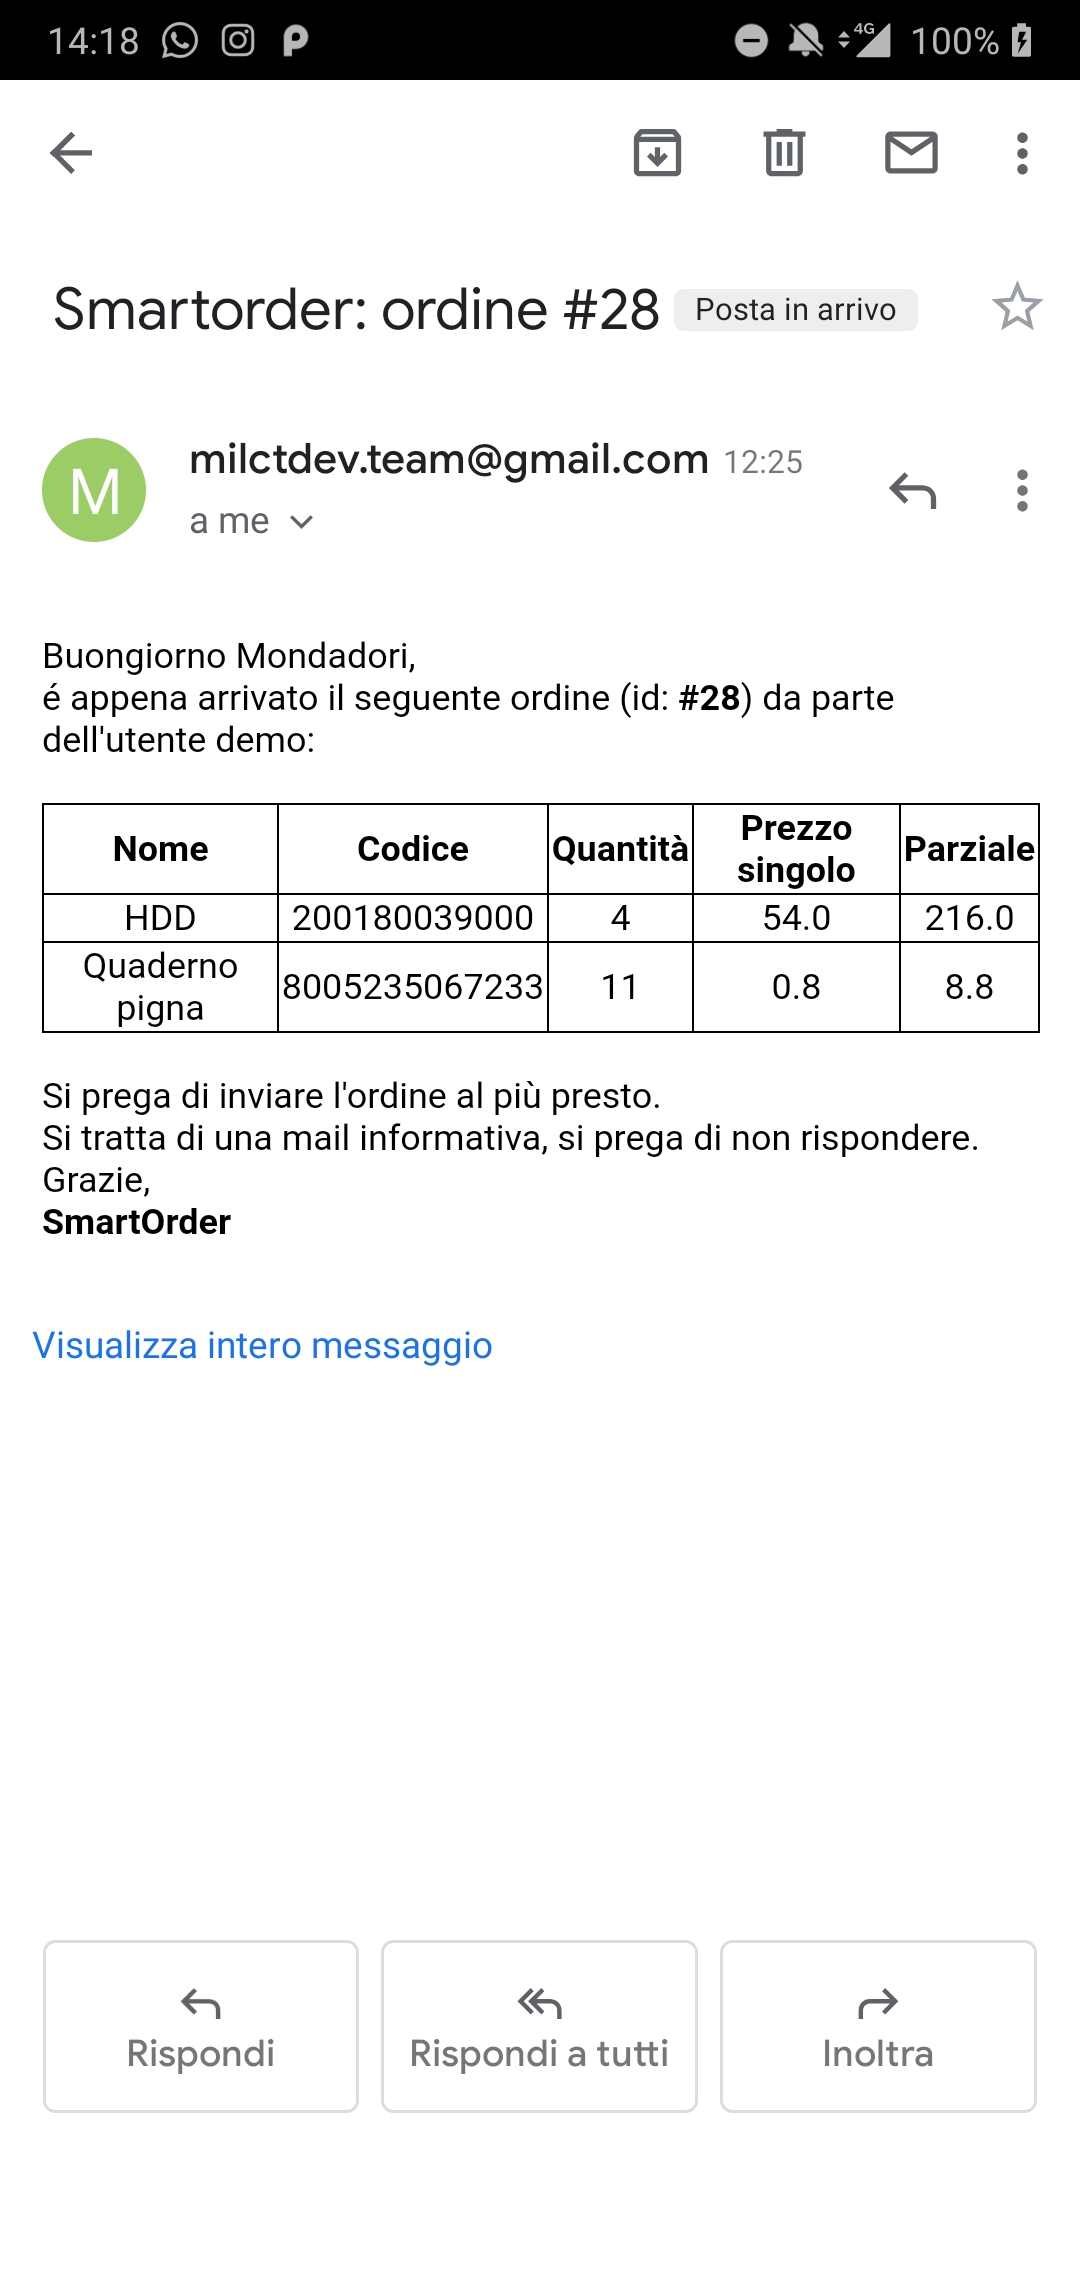 14:18 4G 100%
Smartorder: ordine #28 Posta in arrivo
M
milctdev.team@gmail.com 12:25
a me
Buongiorno Mondadori,
é appena arrivato il seguente ordine (id: #28) da parte
dell'utente demo:
Nome Codice Quantità Prezzo singolo Parziale
HDD 200180039000 4 54.0 216.0
Quaderno pigna 8005235067233 11 0.8 8.8
Si prega di inviare l'ordine al più presto.
Si tratta di una mail informativa, si prega di non rispondere.
Grazie,
SmartOrder
Visualizza intero messaggio
Rispondi Rispondi a tutti Inoltra